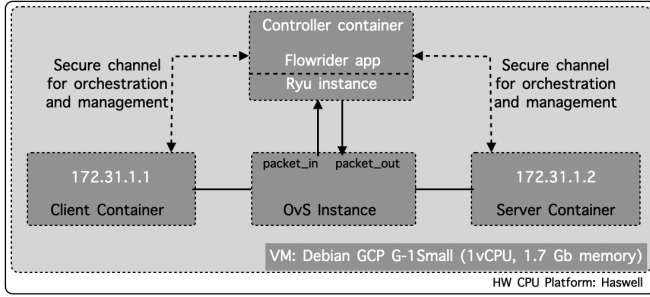 Controller container
Flowrider app
Ryu instance
Secure channel
for orchestration
and management
Secure channel
for orchestration
and management
packet_in
packet_out
172.31.1.1
Client Container
OvS Instance
172.31.1.2
Server Container
VM: Debian GCP G-1Small (1vCPU, 1.7 Gb memory)
HW CPU Platform: Haswell